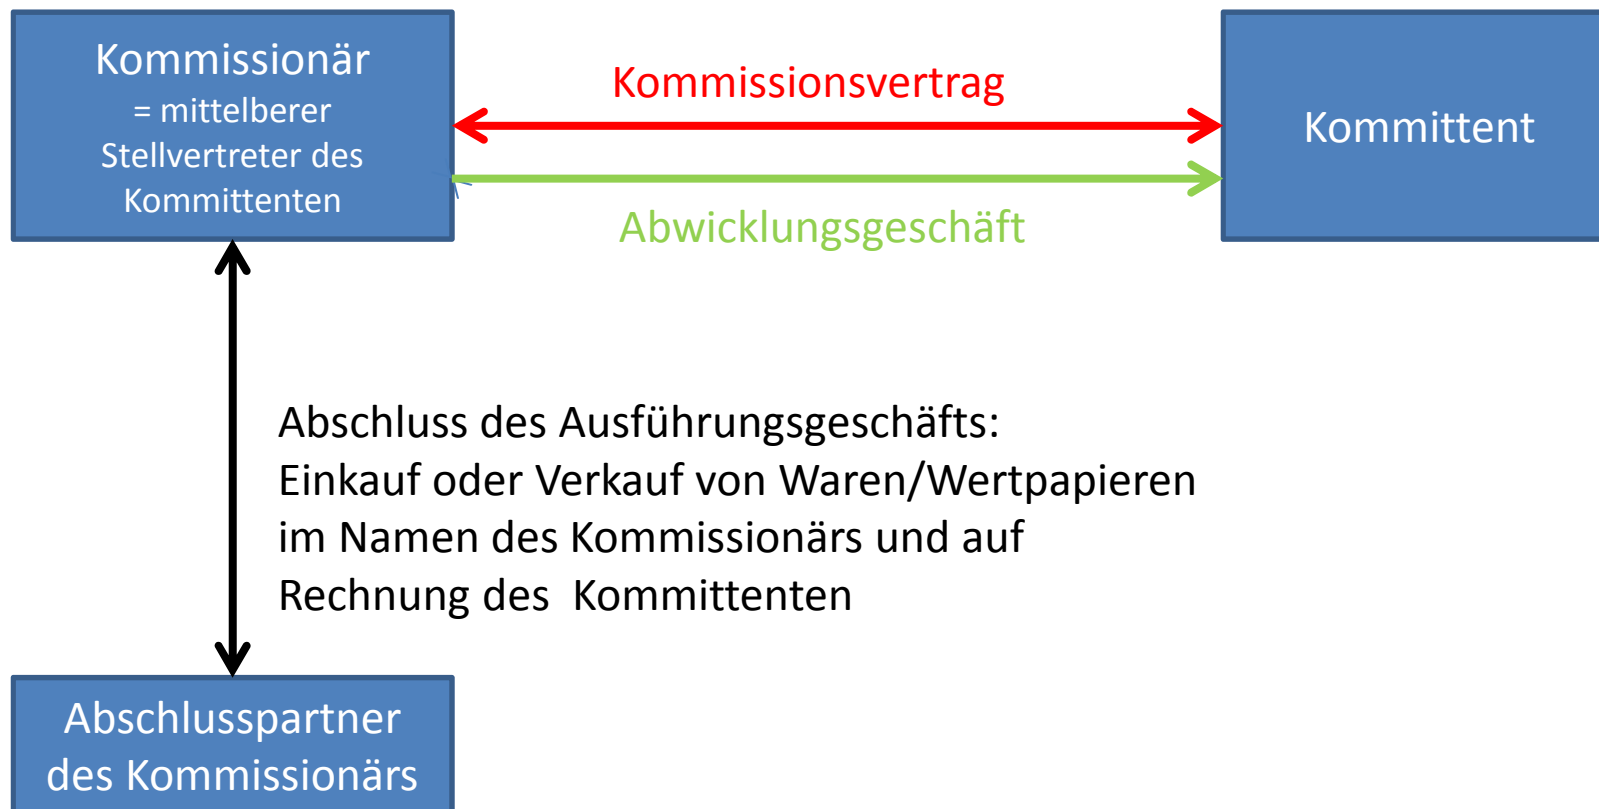 Kommissionär
= mittelberer
Stellvertreter des
Kommittenten
Kommissionsvertrag
Abwicklungsgeschäft
Kommittent
Abschluss des Ausführungsgeschäfts:
Einkauf oder Verkauf von Waren/Wertpapieren
im Namen des Kommissionärs und auf
Rechnung des  Kommittenten
Abschlusspartner
des Kommissionärs